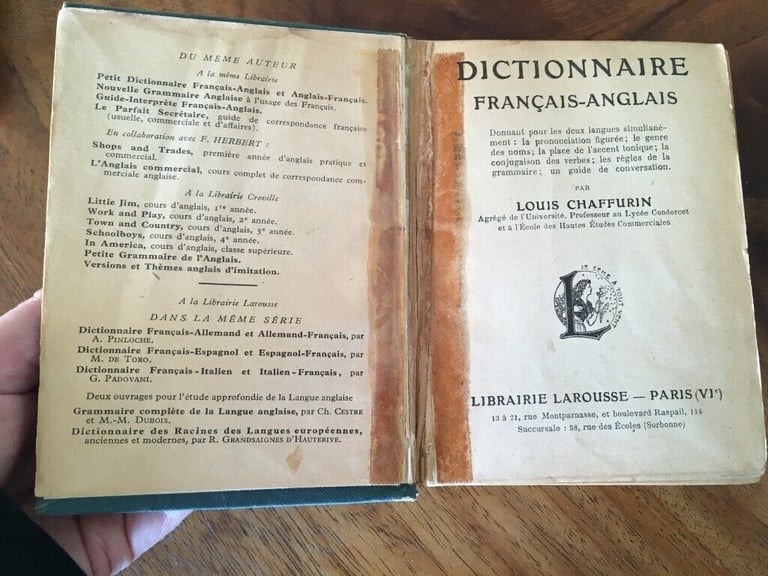 DU MÊME AUTEUR
A la même Librairie
Petit Dictionnaire Français-Anglais et Anglais-Français.
Nouvelle Grammaire Anglaise à l'usage des Français.
Guide-Interprète Français-Anglais.
Le Parfait Secrétaire, guide de correspondance française
(usuelle, commerciale et d'affaires).
En collaboration avec F. HERBERT :
Shops and Trades, première année d'anglais pratique et
commercial.
L'Anglais commercial, cours complet de correspondance com-
merciale anglaise.
A la Librairie Croville
Little Jim, cours d'anglais, 1re année.
Work and Play, cours d'anglais, 2e année.
Town and Country, cours d'anglais, 3e année.
Schoolboys, cours d'anglais, 4e année.
In America, cours d'anglais, classe supérieure.
Petite Grammaire de l'Anglais.
Versions et Thèmes anglais d'imitation.
A la Librairie Larousse
DANS LA MÊME SÉRIE
Dictionnaire Français-Allemand et Allemand-Français, par
A. PINLOCHE.
Dictionnaire Français-Espagnol et Espagnol-Français, par
M. DE TORO.
Dictionnaire Français-Italien et Italien-Français, par
G. PADOVANI.
Deux ouvrages pour l'étude approfondie de la Langue anglaise
Grammaire complète de la Langue anglaise, par Ch. CESTRE
et M.-M. DUBOIS.
Dictionnaire des Racines des Langues européennes,
anciennes et modernes, par R. GRANDSAIGNES D'HAUTERIVE.
DICTIONNAIRE
FRANÇAIS-ANGLAIS
Donnant pour les deux langues simultané-
ment : la prononciation figurée; le genre
des noms; la place de l'accent tonique; la
conjugaison des verbes; les règles de la
grammaire; un guide de conversation.
PAR
LOUIS CHAFFURIN
Agrégé de l'Université. Professeur au Lycée Condorcet
et à l'École des Hautes Études Commerciales
JE SÈME A TOUT VENT
L
LIBRAIRIE LAROUSSE — PARIS (VIe)
13 à 21, rue Montparnasse, et boulevard Raspail, 114
Succursale : 58, rue des Écoles (Sorbonne)